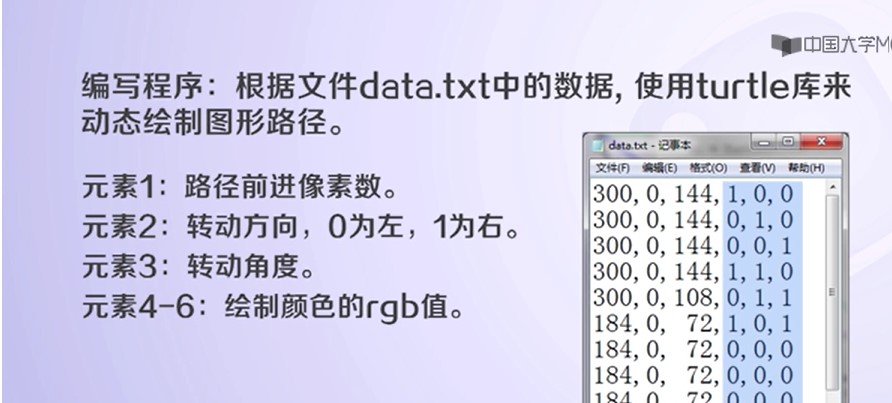 中国大学M
编写程序：根据文件data.txt中的数据, 使用turtle库来
动态绘制图形路径。
元素1：路径前进像素数。
元素2：转动方向，0为左，1为右。
元素3：转动角度。
元素4-6：绘制颜色的rgb值。
data.txt - 记事本
文件(F) 编辑(E) 格式(O) 查看(V) 帮助(H)
300,0,144,1,0,0
300,0,144,0,1,0
300,0,144,0,0,1
300,0,144,1,1,0
300,0,108,0,1,1
184,0, 72,1,0,1
184,0, 72,0,0,0
184,0, 72,0,0,0
184,0, 72,0,0,0